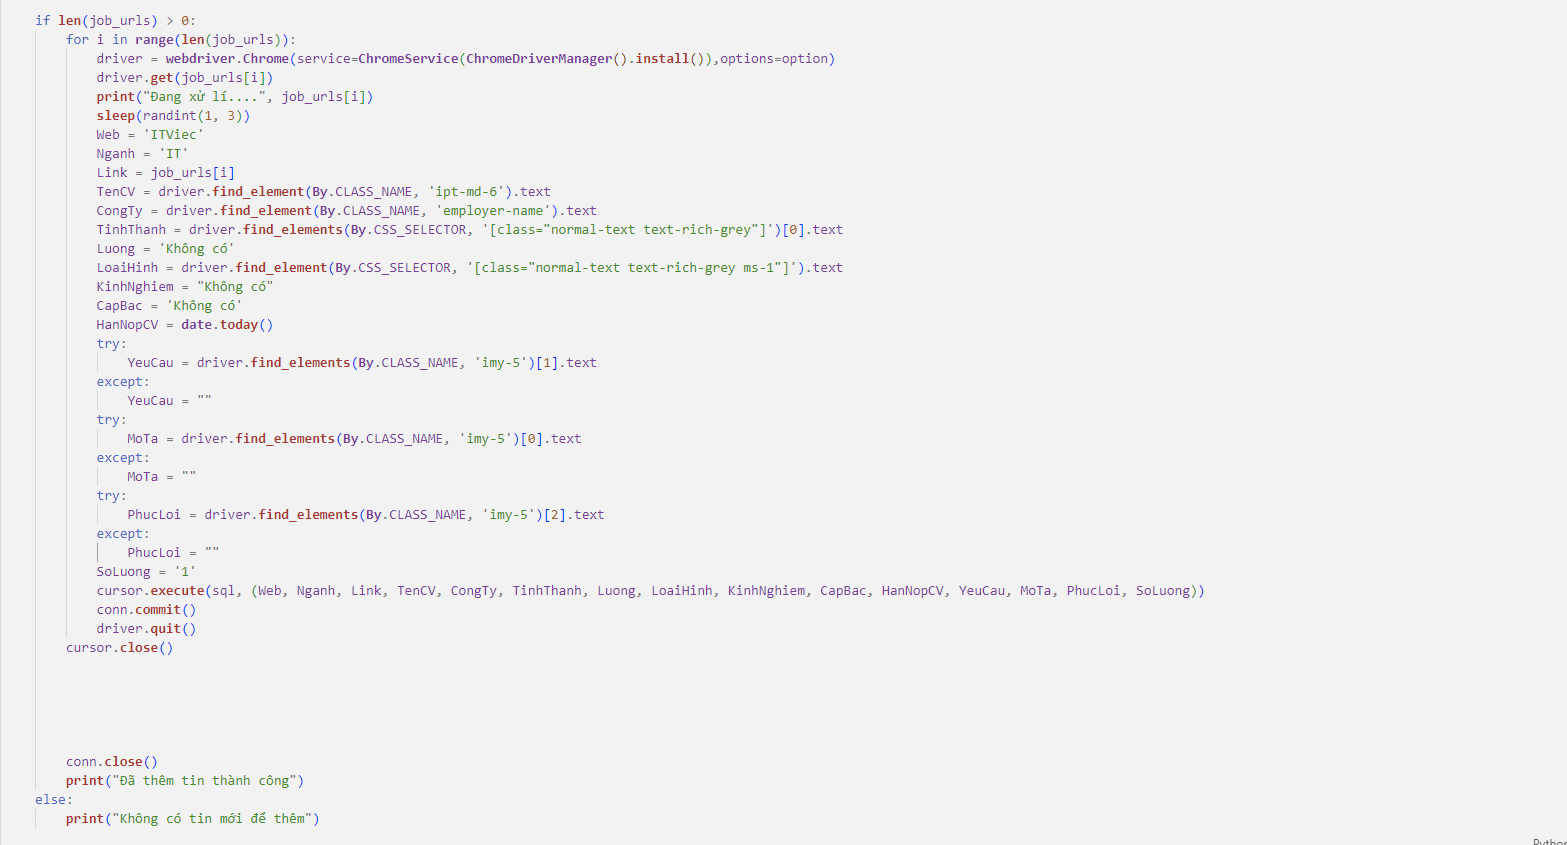 if len(job_urls) > 0:
for i in range(len(job_urls)):
driver = webdriver.Chrome(service=ChromeService(ChromeDriverManager().install()),options=option)
driver.get(job_urls[i])
print("Đang xử lí....", job_urls[i])
sleep(randint(1, 3))
Web = 'ITViec'
Nganh = 'IT'
Link = job_urls[i]
TenCV = driver.find_element(By.CLASS_NAME, 'ipt-md-6').text
CongTy = driver.find_element(By.CLASS_NAME, 'employer-name').text
TinhThanh = driver.find_elements(By.CSS_SELECTOR, '[class="normal-text text-rich-grey"]')[0].text
Luong = 'Không có'
LoaiHinh = driver.find_element(By.CSS_SELECTOR, '[class="normal-text text-rich-grey ms-1"]').text
KinhNghiem = "Không có"
CapBac = 'Không có'
HanNopCV = date.today()
try:
YeuCau = driver.find_elements(By.CLASS_NAME, 'imy-5')[1].text
except:
YeuCau = ""
try:
MoTa = driver.find_elements(By.CLASS_NAME, 'imy-5')[0].text
except:
MoTa = ""
try:
PhucLoi = driver.find_elements(By.CLASS_NAME, 'imy-5')[2].text
except:
PhucLoi = ""
SoLuong = '1'
cursor.execute(sql, (Web, Nganh, Link, TenCV, CongTy, TinhThanh, Luong, LoaiHinh, KinhNghiem, CapBac, HanNopCV, YeuCau, MoTa, PhucLoi, SoLuong))
conn.commit()
driver.quit()
cursor.close()
conn.close()
print("Đã thêm tin thành công")
else:
print("Không có tin mới để thêm")